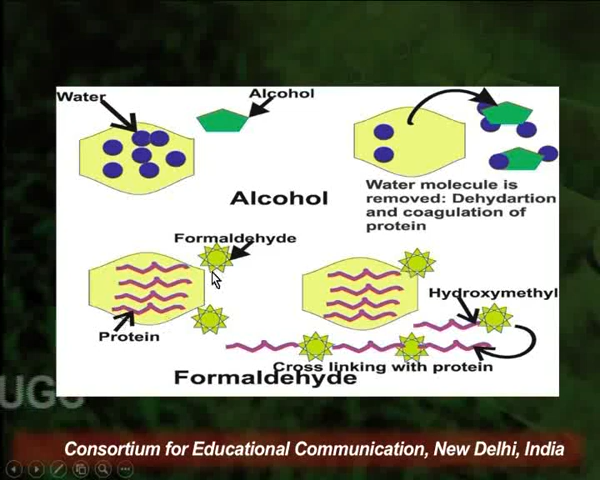 Water
Alcohol
Alcohol
Water molecule is
removed: Dehydartion
and coagulation of
protein
Formaldehyde
Hydroxymethyl
Protein
Cross linking with protein
Formaldehyde
UGC
Consortium for Educational Communication, New Delhi, India